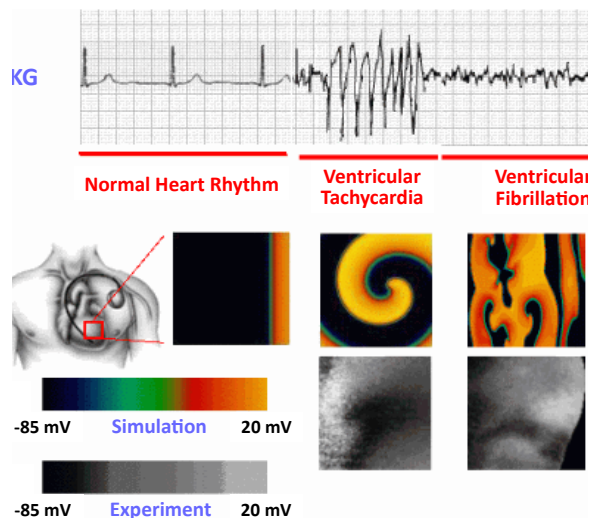 KG
Normal Heart Rhythm
Ventricular
Tachycardia
Ventricular
Fibrillation
-85 mV Simulation 20 mV
-85 mV Experiment 20 mV